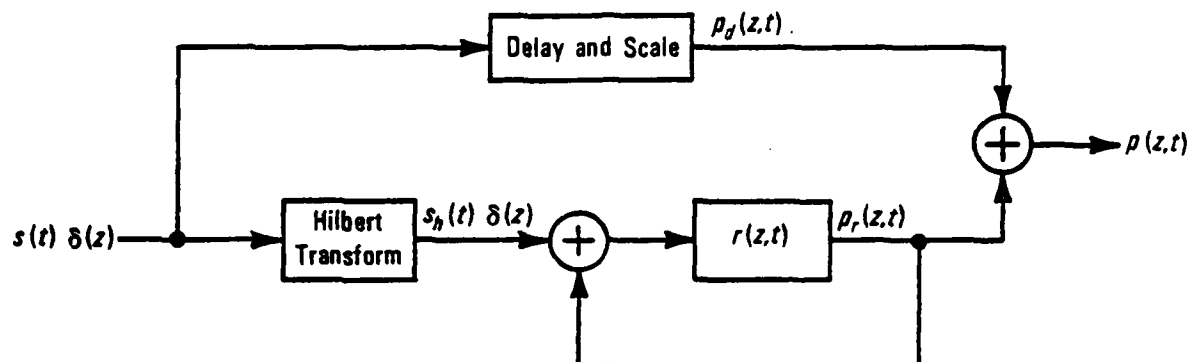 p_d(z,t)
Delay and Scale
+
p(z,t)
Hilbert
Transform
s(t) δ(z)
s_h(t) δ(z)
+
r(z,t)
p_r(z,t)